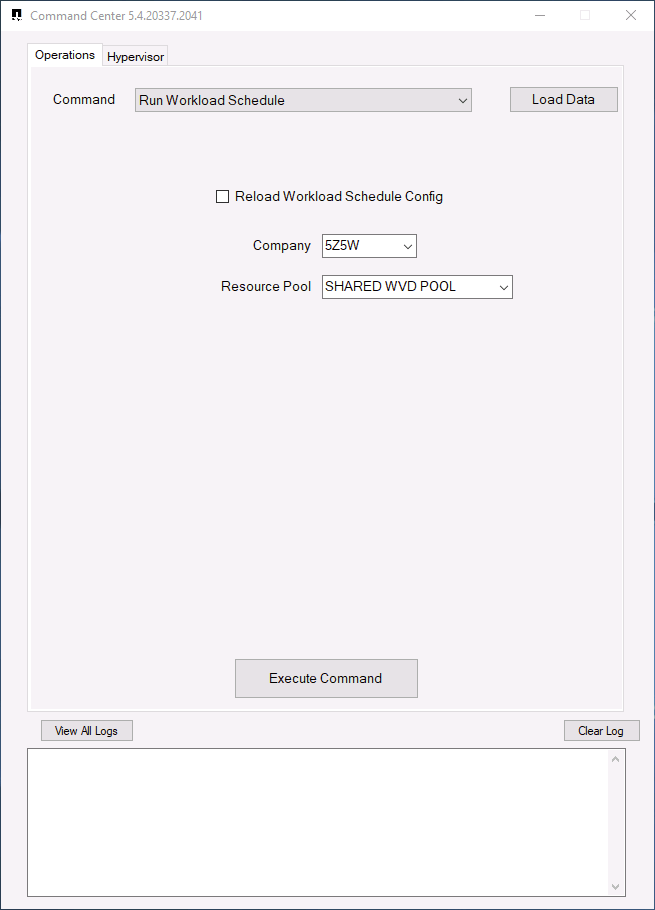 Command Center 5.4.20337.2041
Operations Hypervisor
Command Run Workload Schedule Load Data
Reload Workload Schedule Config
Company 5Z5W
Resource Pool SHARED WVD POOL
Execute Command
View All Logs Clear Log